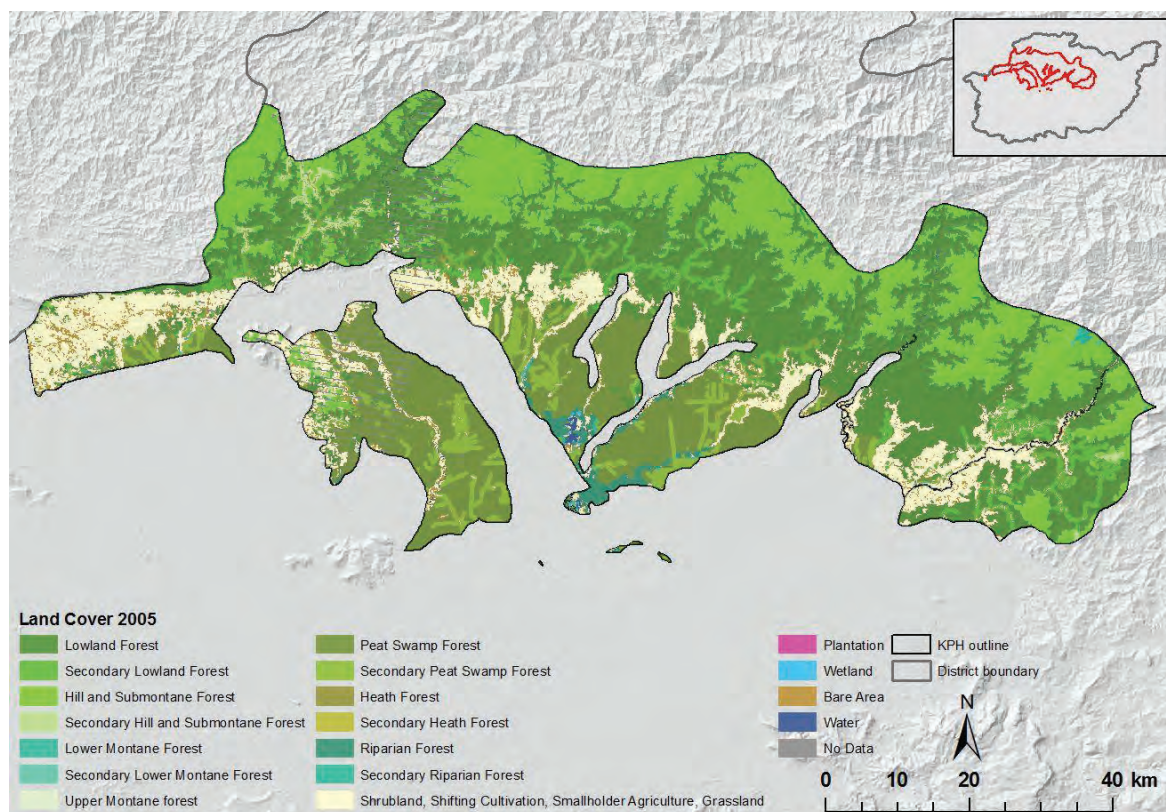 Land Cover 2005
Lowland Forest
Secondary Lowland Forest
Hill and Submontane Forest
Secondary Hill and Submontane Forest
Lower Montane Forest
Secondary Lower Montane Forest
Upper Montane forest
Peat Swamp Forest
Secondary Peat Swamp Forest
Heath Forest
Secondary Heath Forest
Riparian Forest
Secondary Riparian Forest
Shrubland, Shifting Cultivation, Smallholder Agriculture, Grassland
Plantation
Wetland
Bare Area
Water
No Data
KPH outline
District boundary
N
0 10 20 40 km